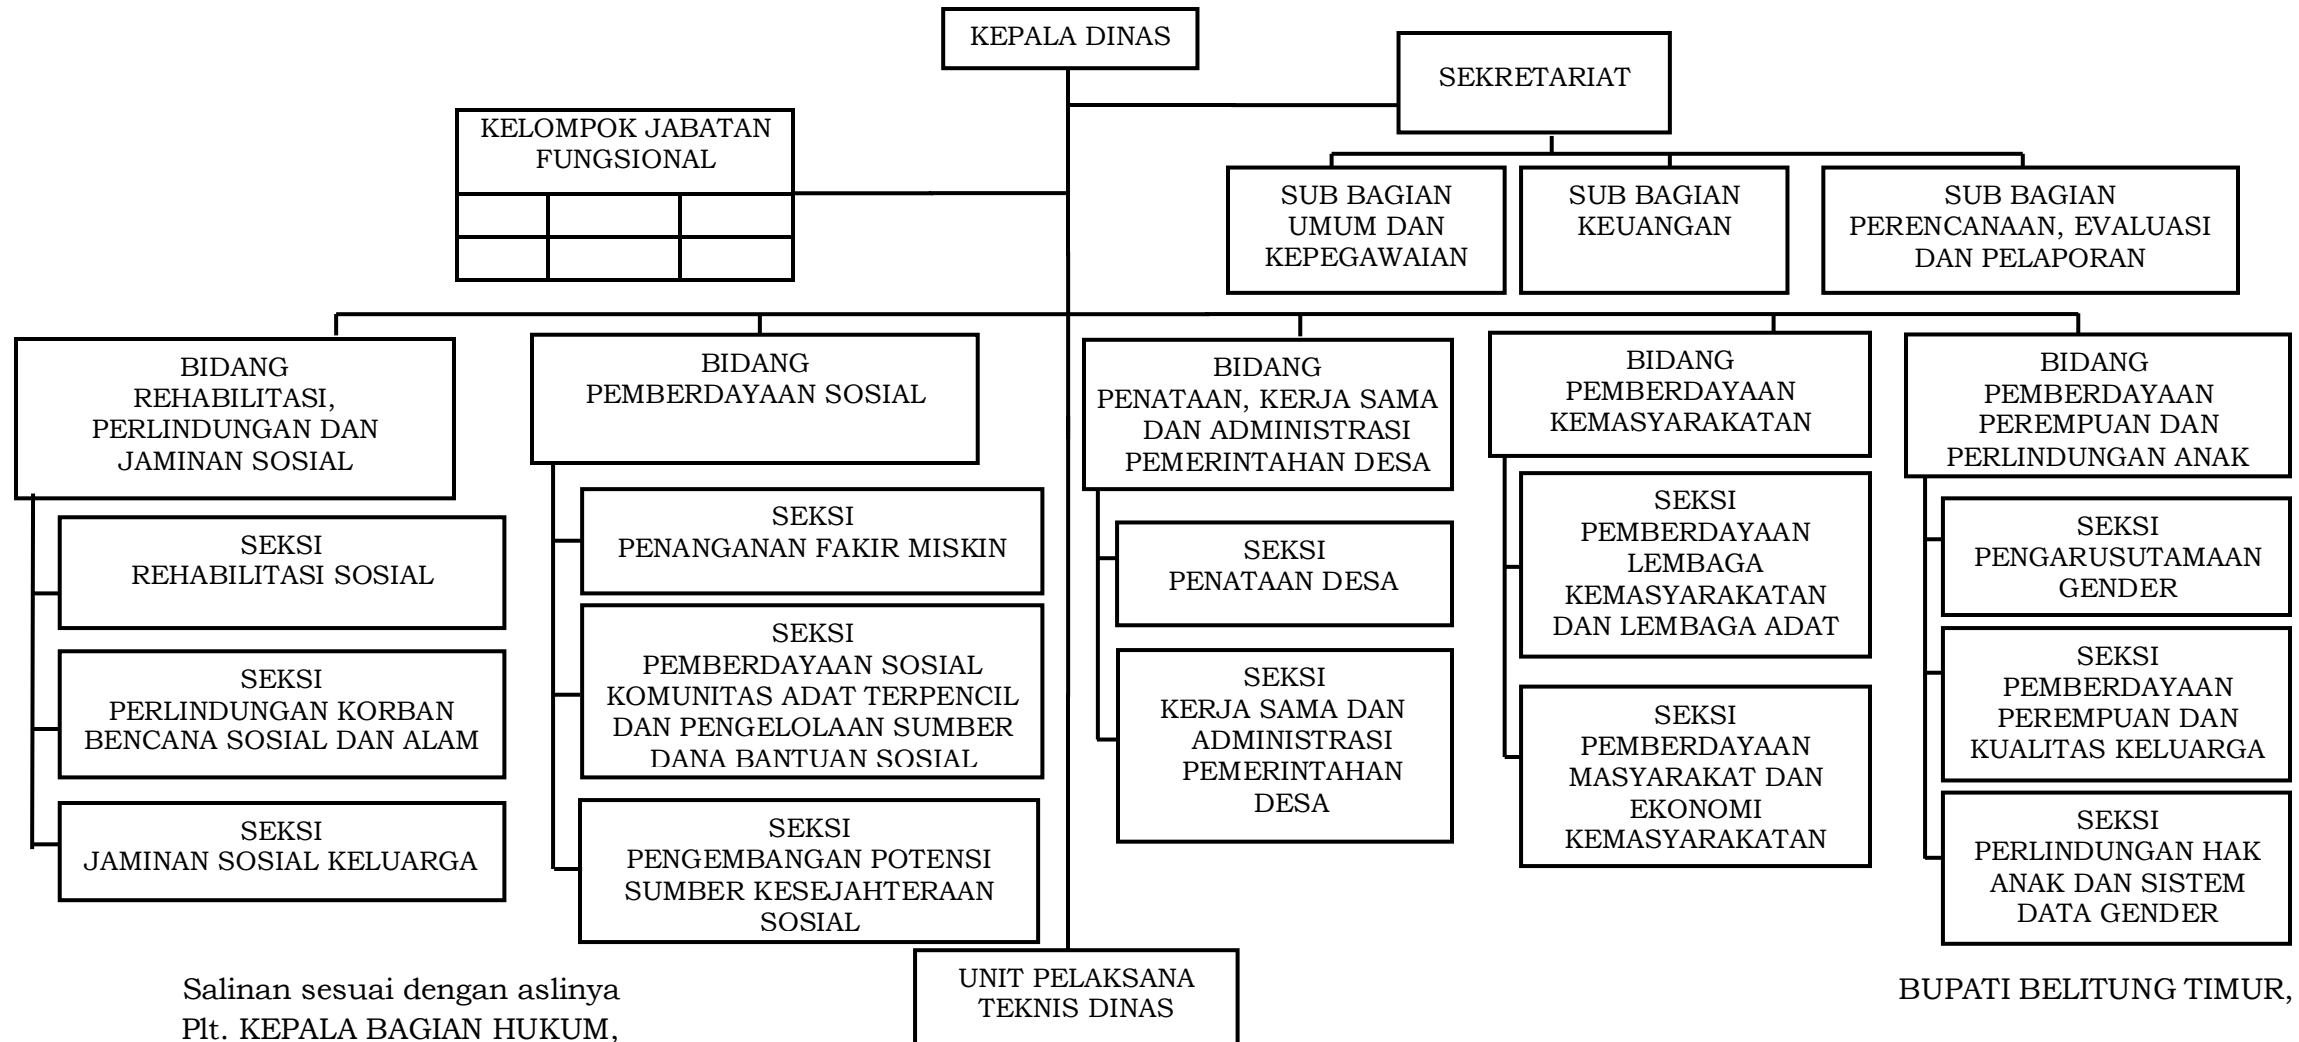 KEPALA DINAS
SEKRETARIAT
KELOMPOK JABATAN
FUNGSIONAL
SUB BAGIAN
UMUM DAN
KEPEGAWAIAN
SUB BAGIAN
KEUANGAN
SUB BAGIAN
PERENCANAAN, EVALUASI
DAN PELAPORAN
BIDANG
REHABILITASI,
PERLINDUNGAN DAN
JAMINAN SOSIAL
SEKSI
REHABILITASI SOSIAL
SEKSI
PERLINDUNGAN KORBAN
BENCANA SOSIAL DAN ALAM
SEKSI
JAMINAN SOSIAL KELUARGA
BIDANG
PEMBERDAYAAN SOSIAL
SEKSI
PENANGANAN FAKIR MISKIN
SEKSI
PEMBERDAYAAN SOSIAL
KOMUNITAS ADAT TERPENCIL
DAN PENGELOLAAN SUMBER
DANA BANTUAN SOSIAL
SEKSI
PENGEMBANGAN POTENSI
SUMBER KESEJAHTERAAN
SOSIAL
BIDANG
PENATAAN, KERJA SAMA
DAN ADMINISTRASI
PEMERINTAHAN DESA
SEKSI
PENATAAN DESA
SEKSI
KERJA SAMA DAN
ADMINISTRASI
PEMERINTAHAN
DESA
BIDANG
PEMBERDAYAAN
KEMASYARAKATAN
SEKSI
PEMBERDAYAAN
LEMBAGA
KEMASYARAKATAN
DAN LEMBAGA ADAT
SEKSI
PEMBERDAYAAN
MASYARAKAT DAN
EKONOMI
KEMASYARAKATAN
BIDANG
PEMBERDAYAAN
PEREMPUAN DAN
PERLINDUNGAN ANAK
SEKSI
PENGARUSUTAMAAN
GENDER
SEKSI
PEMBERDAYAAN
PEREMPUAN DAN
KUALITAS KELUARGA
SEKSI
PERLINDUNGAN HAK
ANAK DAN SISTEM
DATA GENDER
UNIT PELAKSANA
TEKNIS DINAS
Salinan sesuai dengan aslinya
Plt. KEPALA BAGIAN HUKUM,
BUPATI BELITUNG TIMUR,